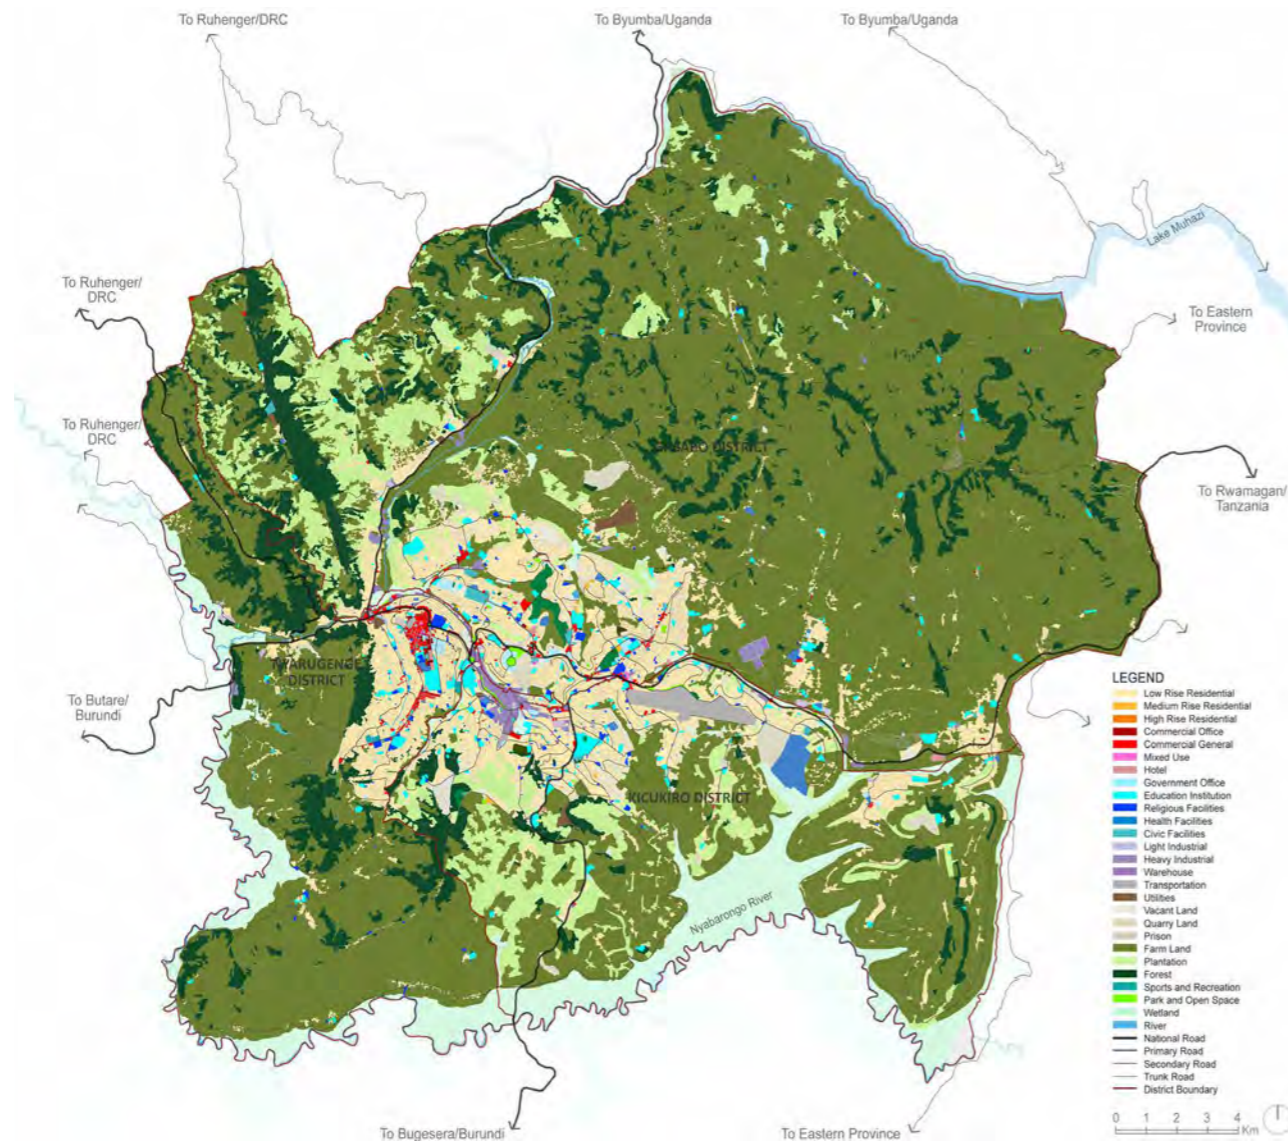 To Ruhenger/DRC
To Byumba/Uganda
To Byumba/Uganda
Lake Muhazi
To Ruhenger/
DRC
To Eastern
Province
To Ruhenger/
DRC
GASABO DISTRICT
To Rwamagan/
Tanzania
NYARUGENGE
DISTRICT
To Butare/
Burundi
KICUKIRO DISTRICT
Nyabarongo River
To Bugesera/Burundi
To Eastern Province
LEGEND
Low Rise Residential
Medium Rise Residential
High Rise Residential
Commercial Office
Commercial General
Mixed Use
Hotel
Government Office
Education Institution
Religious Facilities
Health Facilities
Civic Facilities
Light Industrial
Heavy Industrial
Warehouse
Transportation
Utilities
Vacant Land
Quarry Land
Prison
Farm Land
Plantation
Forest
Sports and Recreation
Park and Open Space
Wetland
River
National Road
Primary Road
Secondary Road
Trunk Road
District Boundary
0 1 2 3 4
Km